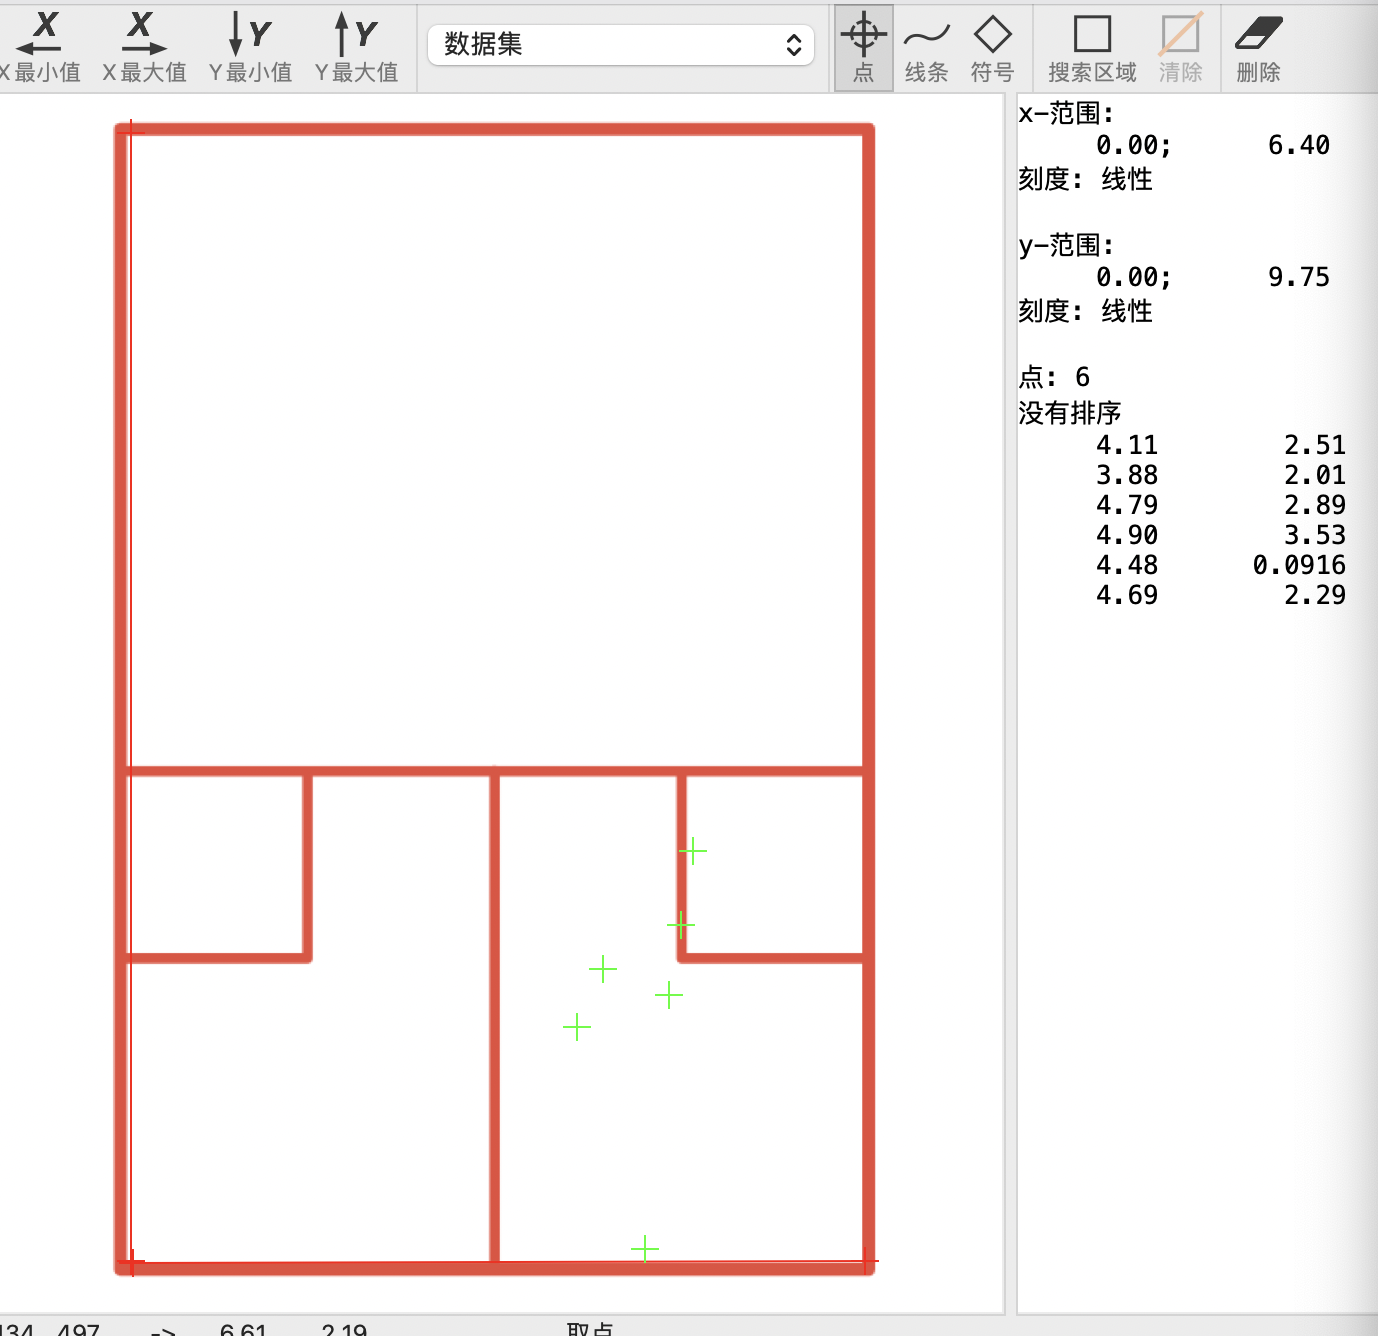 X Y Y
X最小值 X最大值 Y最小值 Y最大值 数据集 点 线条 符号 搜索区域 清除 删除
x-范围:
0.00; 6.40
刻度: 线性
y-范围:
0.00; 9.75
刻度: 线性
点: 6
没有排序
4.11 2.51
3.88 2.01
4.79 2.89
4.90 3.53
4.48 0.0916
4.69 2.29
497 -> 6.61 2.19 取点